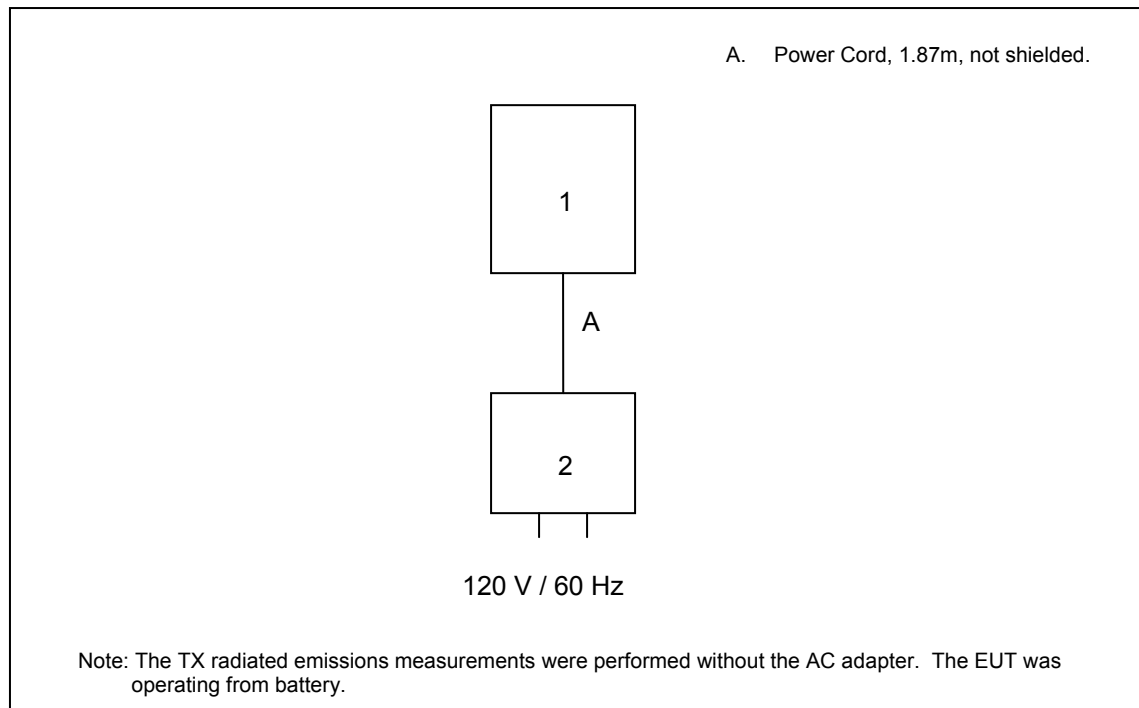 A. Power Cord, 1.87m, not shielded.
1
A
2
120 V / 60 Hz
Note: The TX radiated emissions measurements were performed without the AC adapter. The EUT was
operating from battery.